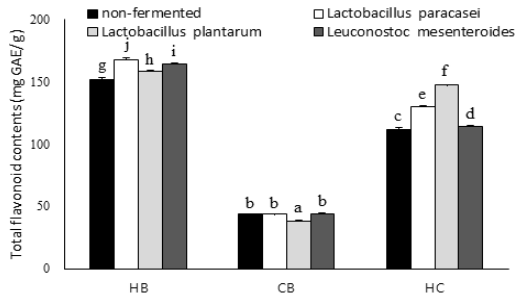 non-fermented
Lactobacillus paracasei
Lactobacillus plantarum
Leuconostoc mesenteroides
Total flavonoid contents (mg GAE/g)
200
150
100
50
0
g j h i
b b a b
c e f d
HB CB HC